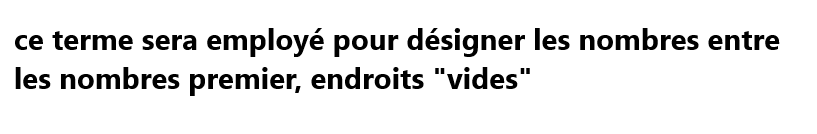 ce terme sera employé pour désigner les nombres entre
les nombres premier, endroits "vides"